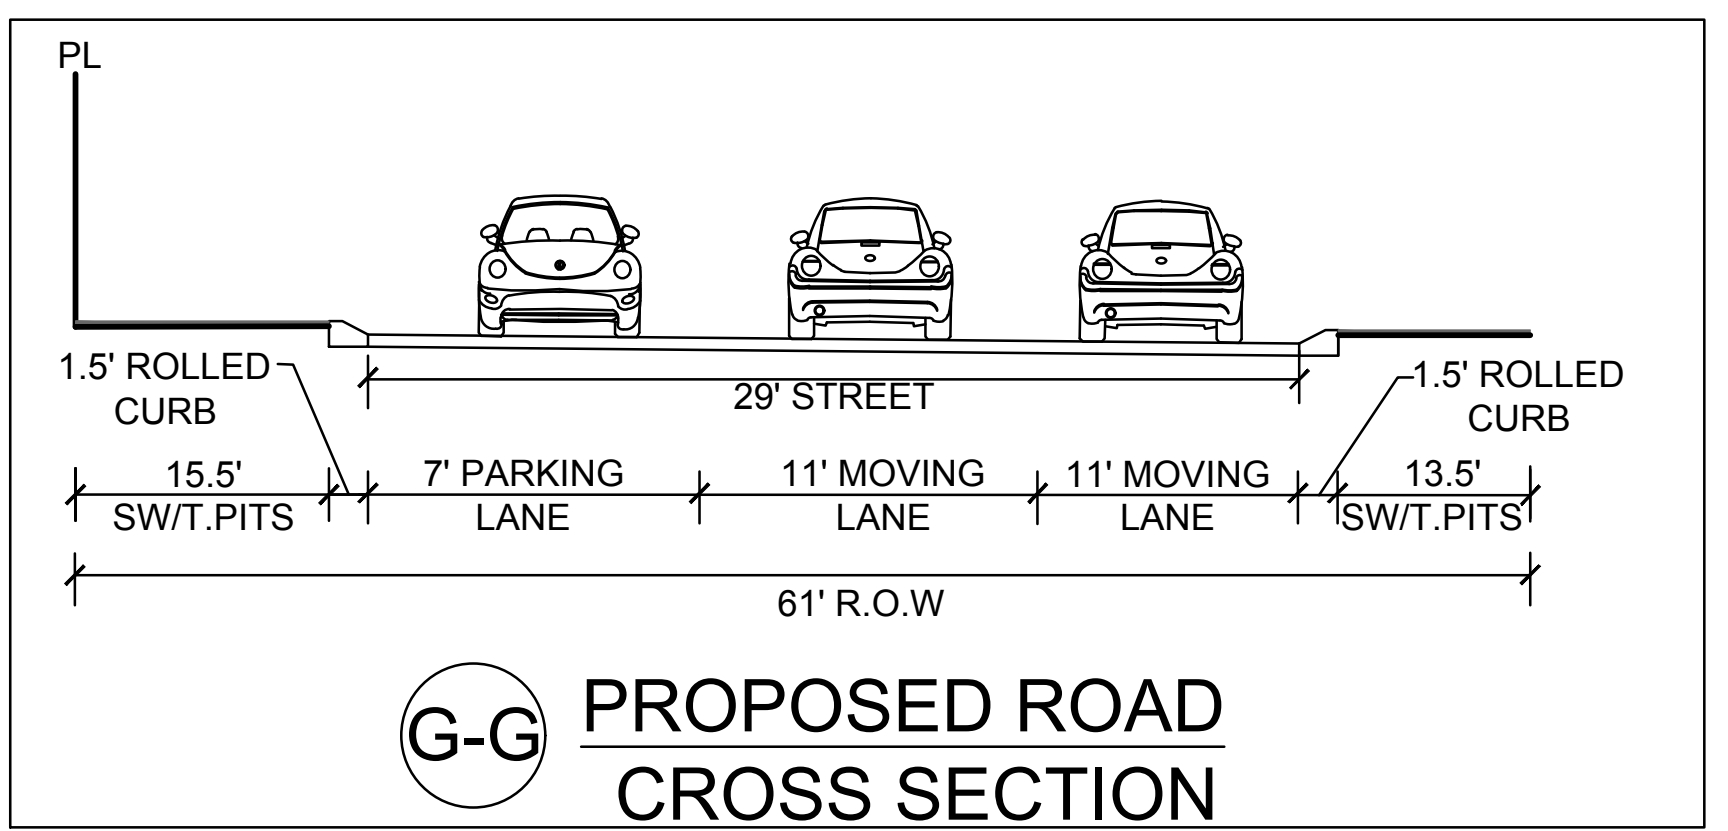 PL
1.5' ROLLED
CURB
29' STREET
1.5' ROLLED
CURB
15.5'
SW/T.PITS
7' PARKING
LANE
11' MOVING
LANE
11' MOVING
LANE
13.5'
SW/T.PITS
61' R.O.W
G-G
PROPOSED ROAD
CROSS SECTION